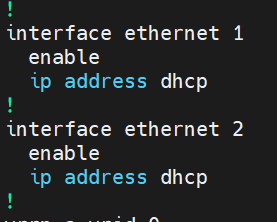 !
interface ethernet 1
  enable
  ip address dhcp
!
interface ethernet 2
  enable
  ip address dhcp
!